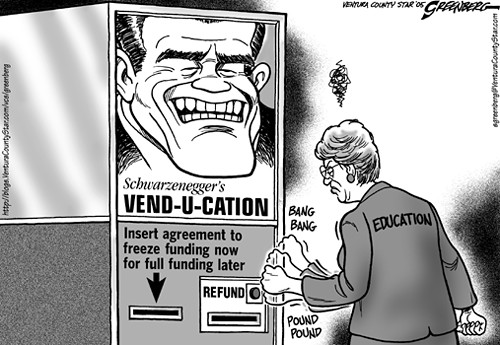 VENTURA COUNTY STAR '05 GREENBERG
http://blogs.VenturaCountyStar.com/vcs/greenberg
sgreenberg@VenturaCountyStar.com
Schwarzenegger's
VEND-U-CATION
Insert agreement to
freeze funding now
for full funding later
REFUND
BANG
BANG
EDUCATION
POUND
POUND